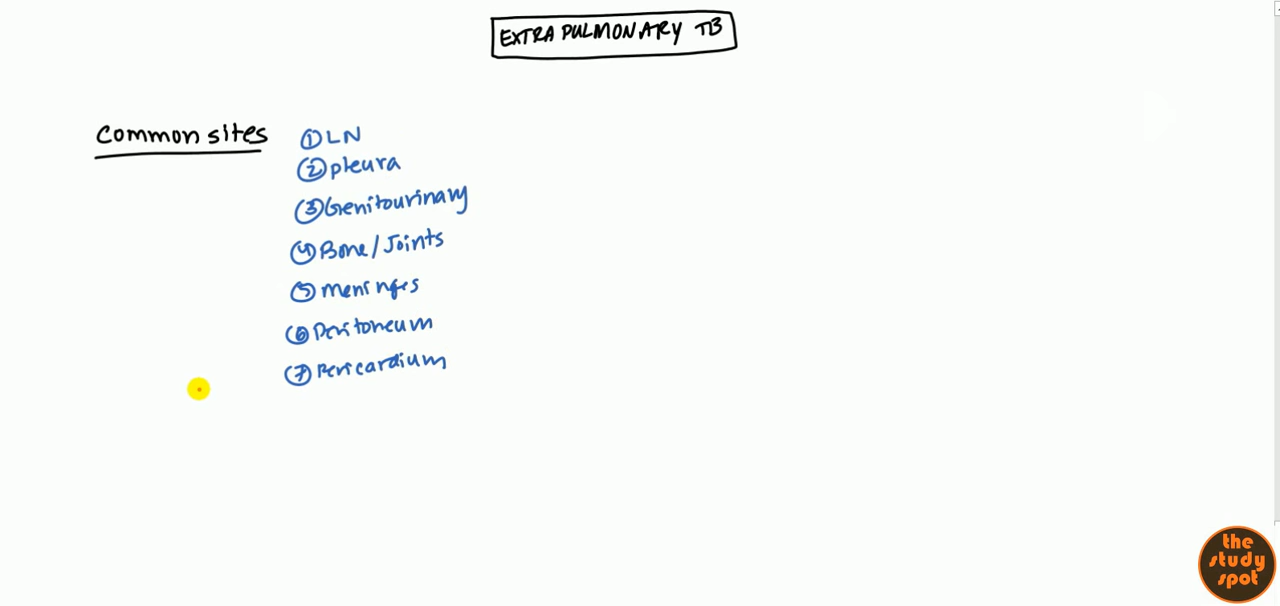 EXTRA PULMONARY TB
Common sites
① LN
② pleura
③ Genitourinary
④ Bone/Joints
⑤ meninges
⑥ Peritoneum
⑦ Pericardium
the
study
spot